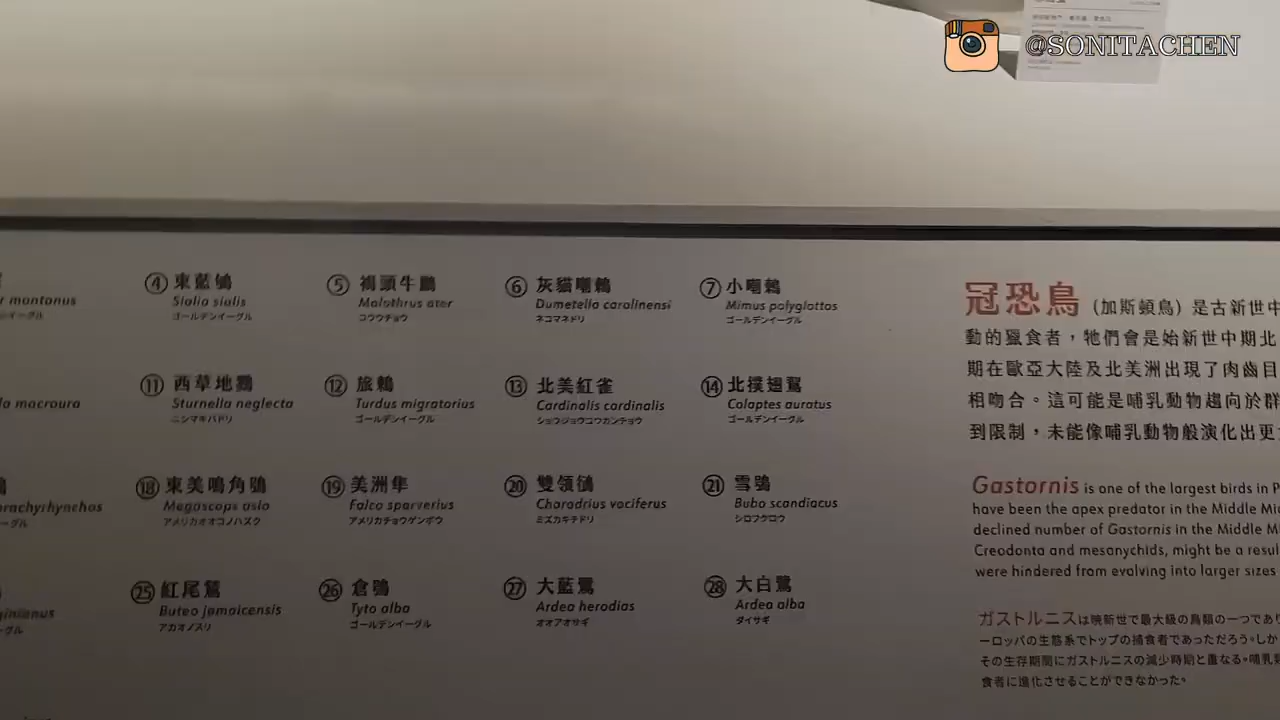 @SONITACHEN
r montanus
④ 東藍鴝
Sialia sialis
ゴールデンイーグル
⑤ 褐頭牛鸝
Molothrus ater
コウウチョウ
⑥ 灰貓嘲鶇
Dumetella carolinensi
ネコマネドリ
⑦ 小嘲鶇
Mimus polyglottos
ゴールデンイーグル
la macroura
⑪ 西草地鷚
Sturnella neglecta
ニシマキバドリ
⑫ 旅鶇
Turdus migratorius
ゴールデンイーグル
⑬ 北美紅雀
Cardinalis cardinalis
ショウジョウコウカンチョウ
⑭ 北撲翅鴷
Colaptes auratus
ゴールデンイーグル
rachyrhynchos
ーグル
⑱ 東美鳴角鴞
Megascops asio
アメリカオオコノハズク
⑲ 美洲隼
Falco sparverius
アメリカチョウゲンボウ
⑳ 雙領鴴
Charadrius vociferus
ミズカキチドリ
㉑ 雪鴞
Bubo scandiacus
シロフクロウ
ginianus
ーグル
㉕ 紅尾鵟
Buteo jamaicensis
アカオノスリ
㉖ 倉鴞
Tyto alba
ゴールデンイーグル
㉗ 大藍鷺
Ardea herodias
オオアオサギ
㉘ 大白鷺
Ardea alba
ダイサギ
冠恐鳥 (加斯頓鳥) 是古新世中
動的獵食者，牠們會是始新世中期北
期在歐亞大陸及北美洲出現了肉齒目
相吻合。這可能是哺乳動物趨向於群
到限制，未能像哺乳動物般演化出更
Gastornis is one of the largest birds in P
have been the apex predator in the Middle Mi
declined number of Gastornis in the Middle M
Creodonta and mesonychids, might be a resul
were hindered from evolving into larger sizes
ガストルニスは暁新世で最大級の鳥類の一つであり
ーロッパの生態系でトップの捕食者であっただろう。しか
その生存期間にガストルニスの減少時期と重なる。哺乳
食者に進化させることができなかった。